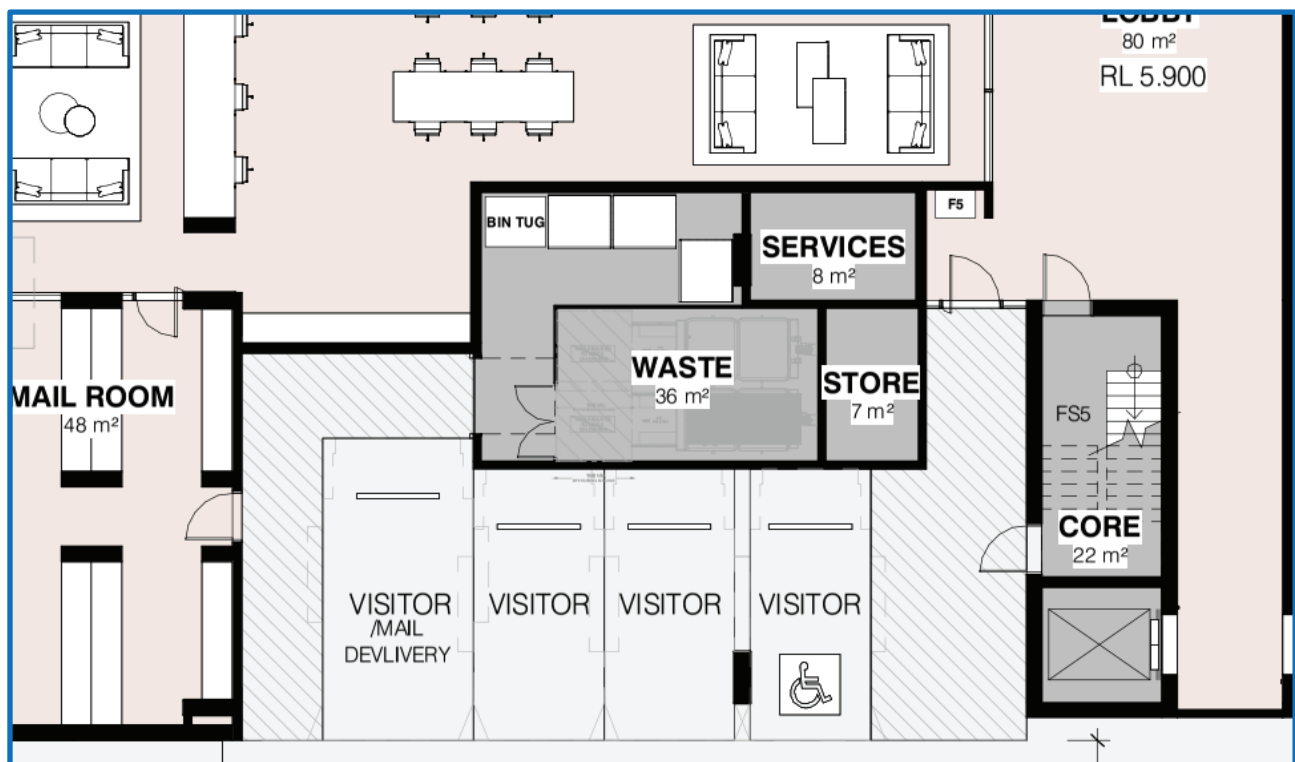 LOBBY
80 m²
RL 5.900
BIN TUG
F5
SERVICES
8 m²
WASTE
36 m²
STORE
7 m²
MAIL ROOM
48 m²
FS5
CORE
22 m²
VISITOR
/MAIL
DEVLIVERY
VISITOR
VISITOR
VISITOR